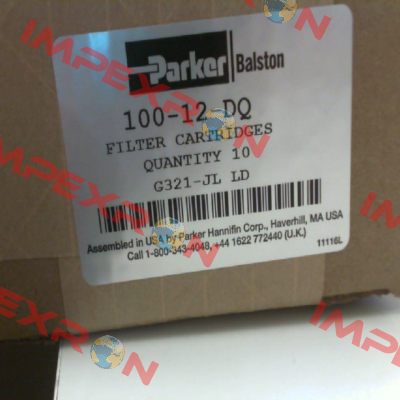 Parker Balston
100-12-DQ
FILTER CARTRIDGES
QUANTITY 10
G321-JL LD
Assembled in USA by Parker Hannifin Corp., Haverhill, MA USA
Call 1-800-343-4048, +44 1622 772440 (U.K.)
11116L
IMPEXRON
IMPEXRON
IMPEXRON
IMPEXRON
IMPEXRON